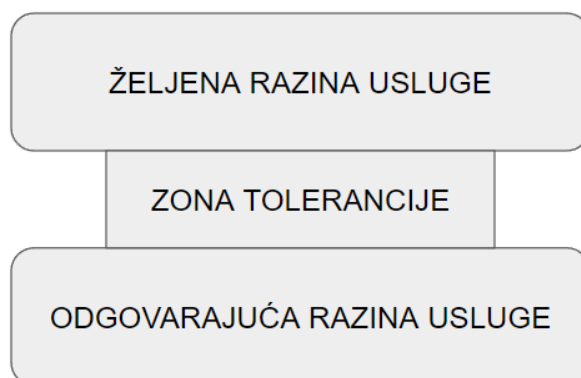 ŽELJENA RAZINA USLUGE
ZONA TOLERANCIJE
ODGOVARAJUĆA RAZINA USLUGE